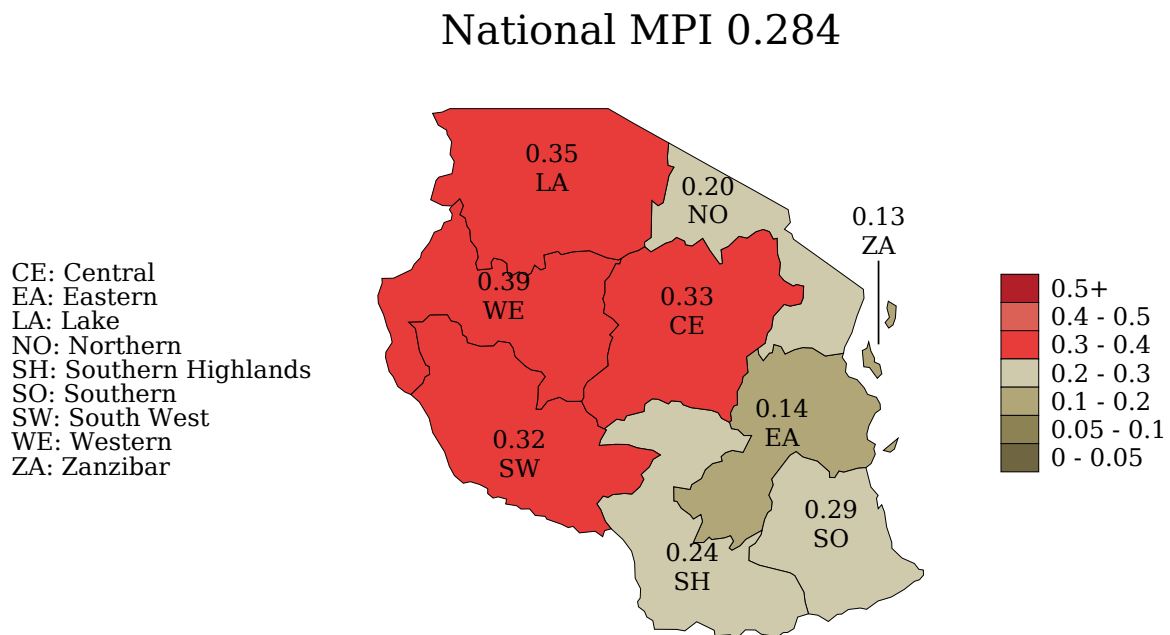 National MPI 0.284
0.35
LA
0.20
NO
0.13
ZA
0.39
WE
0.33
CE
0.14
EA
0.32
SW
0.29
SO
0.24
SH
CE: Central
EA: Eastern
LA: Lake
NO: Northern
SH: Southern Highlands
SO: Southern
SW: South West
WE: Western
ZA: Zanzibar
0.5+
0.4 - 0.5
0.3 - 0.4
0.2 - 0.3
0.1 - 0.2
0.05 - 0.1
0 - 0.05